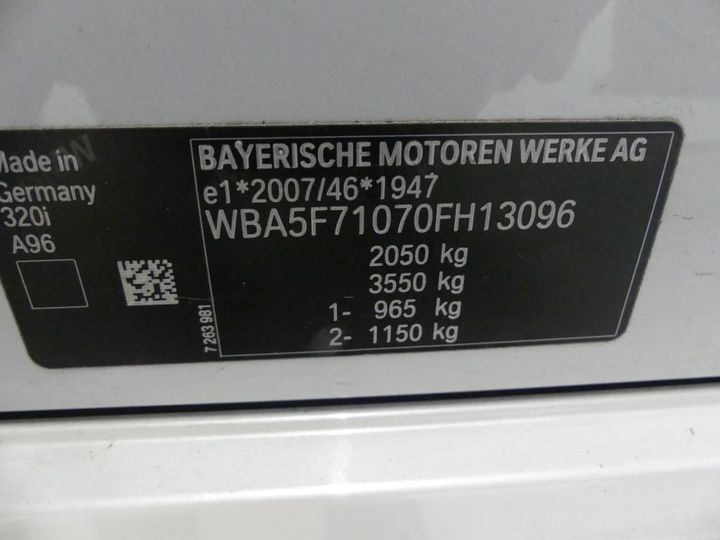 Made in
Germany
320i
A96
7 263 981
BAYERISCHE MOTOREN WERKE AG
e1*2007/46*1947
WBA5F71070FH13096
2050 kg
3550 kg
1- 965 kg
2- 1150 kg